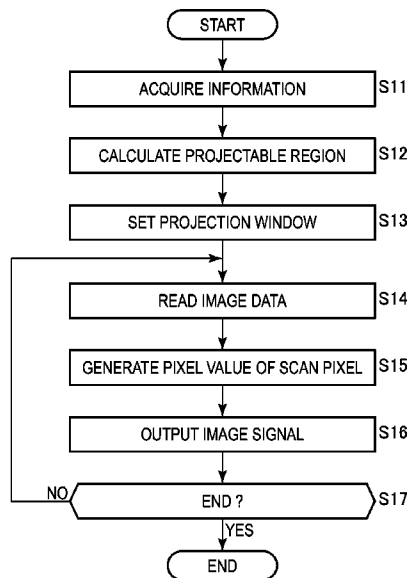 START
ACQUIRE INFORMATION S11
CALCULATE PROJECTABLE REGION S12
SET PROJECTION WINDOW S13
READ IMAGE DATA S14
GENERATE PIXEL VALUE OF SCAN PIXEL S15
OUTPUT IMAGE SIGNAL S16
NO END ? S17
YES
END